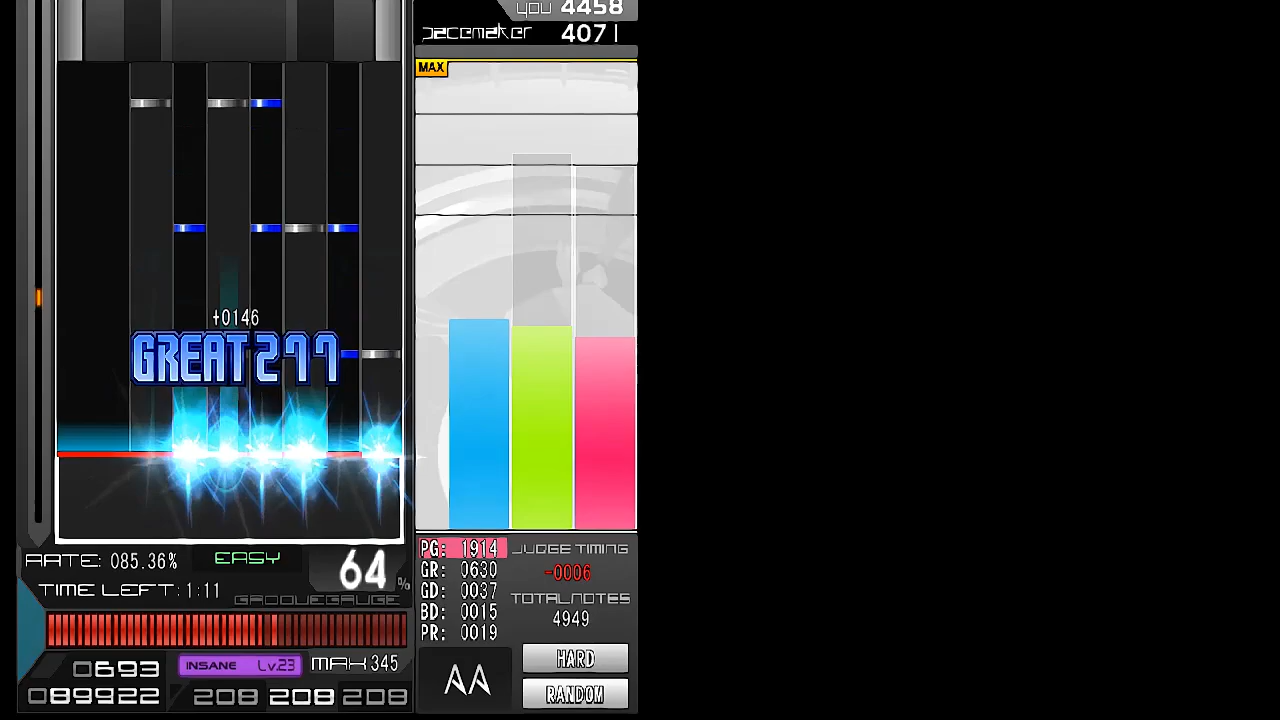 YOU 4458
pacemaker 4071
MAX
+0146
GREAT 277
RATE: 085.36% EASY 64 %
TIME LEFT: 1:11
GROOVEGAUGE
0693 INSANE Lv.23 MAX 345
089922 208 208 208
PG: 1914
GR: 0630
GD: 0037
BD: 0015
PR: 0019
JUDGE TIMING
-0006
TOTALNOTES
4949
AA
HARD
RANDOM